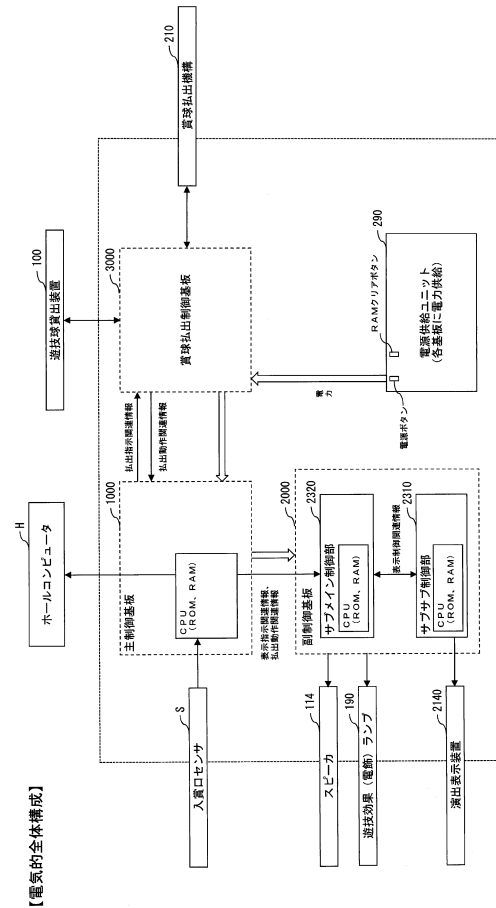 【電気的全体構成】
ホールコンピュータ
H
遊技球貸出装置
100
賞球払出機構
210
主制御基板
1000
CPU
(ROM、RAM)
払出指示関連情報
払出動作関連情報
賞球払出制御基板
3000
入賞口センサ
S
表示指示関連情報、
払出動作関連情報
電力
RAMクリアボタン
290
電源供給ユニット
(各基板に電力供給)
電源ボタン
副制御基板
2000
サブメイン制御部
2320
CPU
(ROM、RAM)
表示制御関連情報
サブサブ制御部
2310
CPU
(ROM、RAM)
スピーカ
114
遊技効果(電飾)ランプ
190
演出表示装置
2140